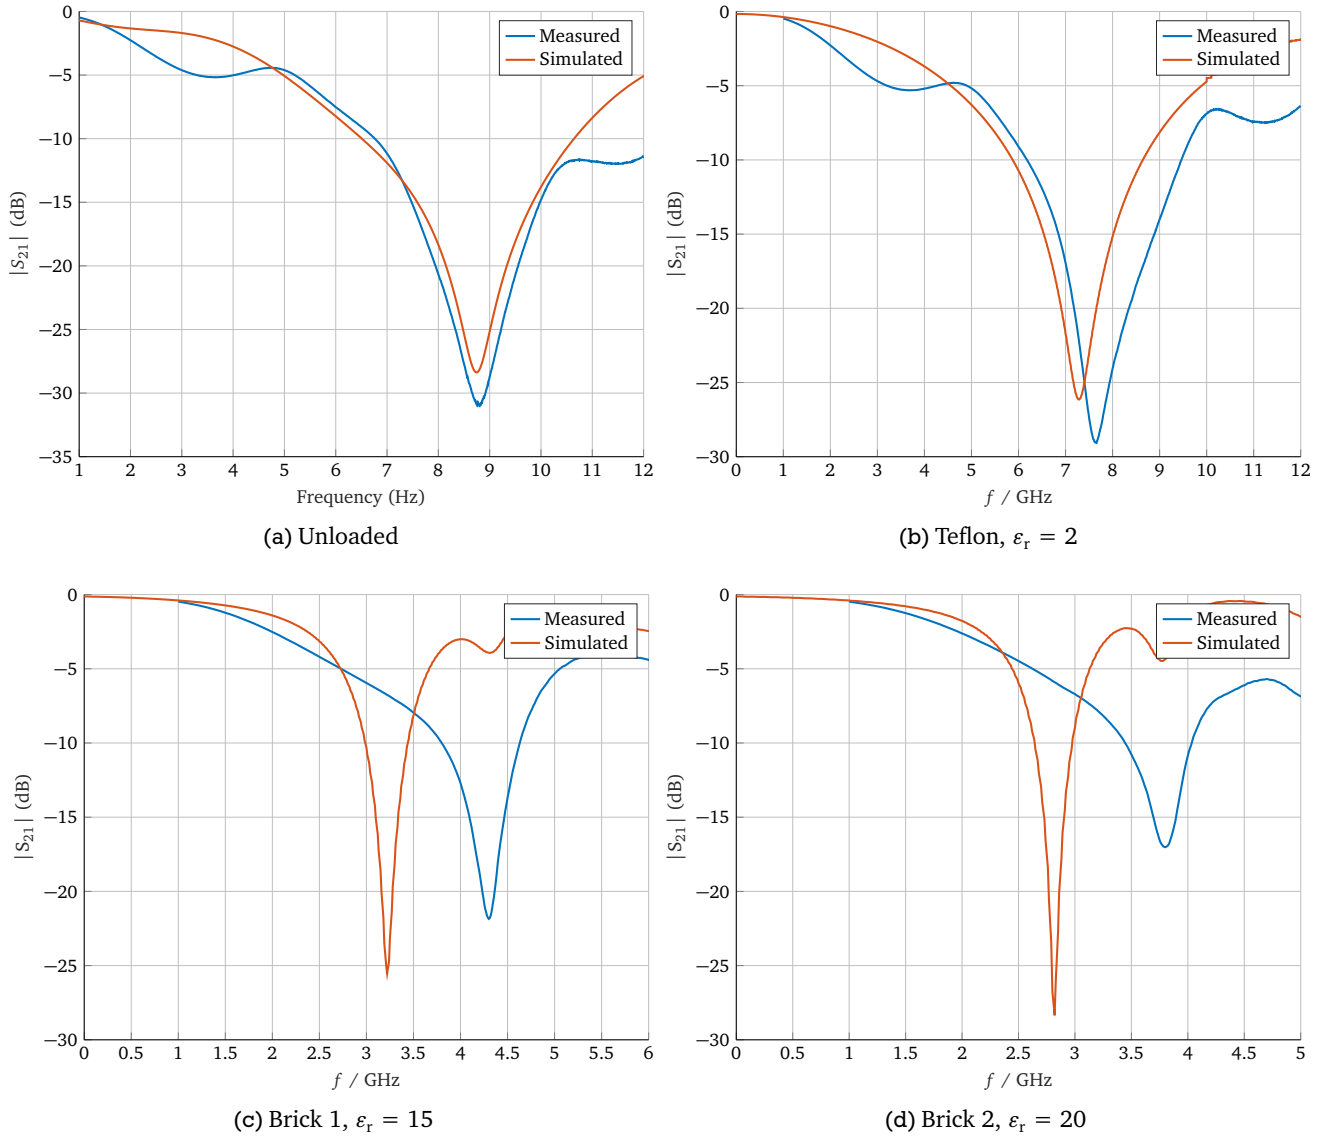 0
−5
−10
−15
−20
−25
−30
−35
|S21| (dB)
Measured
Simulated
1 2 3 4 5 6 7 8 9 10 11 12
Frequency (Hz)
(a) Unloaded
0
−5
−10
−15
−20
−25
−30
|S21| (dB)
Measured
Simulated
0 1 2 3 4 5 6 7 8 9 10 11 12
f / GHz
(b) Teflon, εr = 2
0
−5
−10
−15
−20
−25
−30
|S21| (dB)
Measured
Simulated
0 0.5 1 1.5 2 2.5 3 3.5 4 4.5 5 5.5 6
f / GHz
(c) Brick 1, εr = 15
0
−5
−10
−15
−20
−25
−30
|S21| (dB)
Measured
Simulated
0 0.5 1 1.5 2 2.5 3 3.5 4 4.5 5
f / GHz
(d) Brick 2, εr = 20